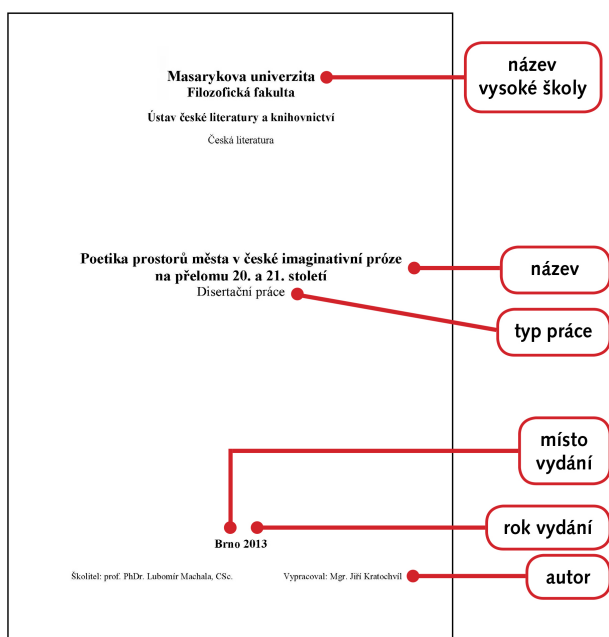 Masarykova univerzita
Filozofická fakulta
Ústav české literatury a knihovnictví
Česká literatura
název
vysoké školy
Poetika prostorů města v české imaginativní próze
na přelomu 20. a 21. století
Disertační práce
název
typ práce
místo
vydání
rok vydání
Brno 2013
Školitel: prof. PhDr. Lubomír Machala, CSc.
Vypracoval: Mgr. Jiří Kratochvíl
autor